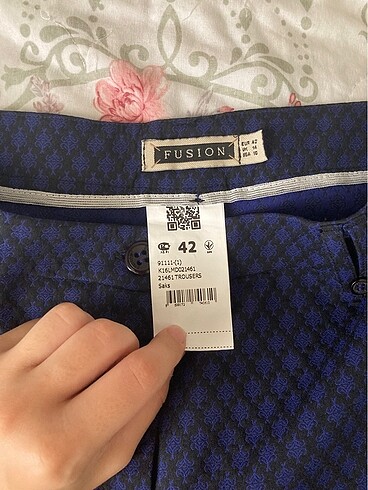 FUSION
EUR 42
UK 14
USA 10
42
91111-(1)
K16LMD021461
21461 TROUSERS
Saks